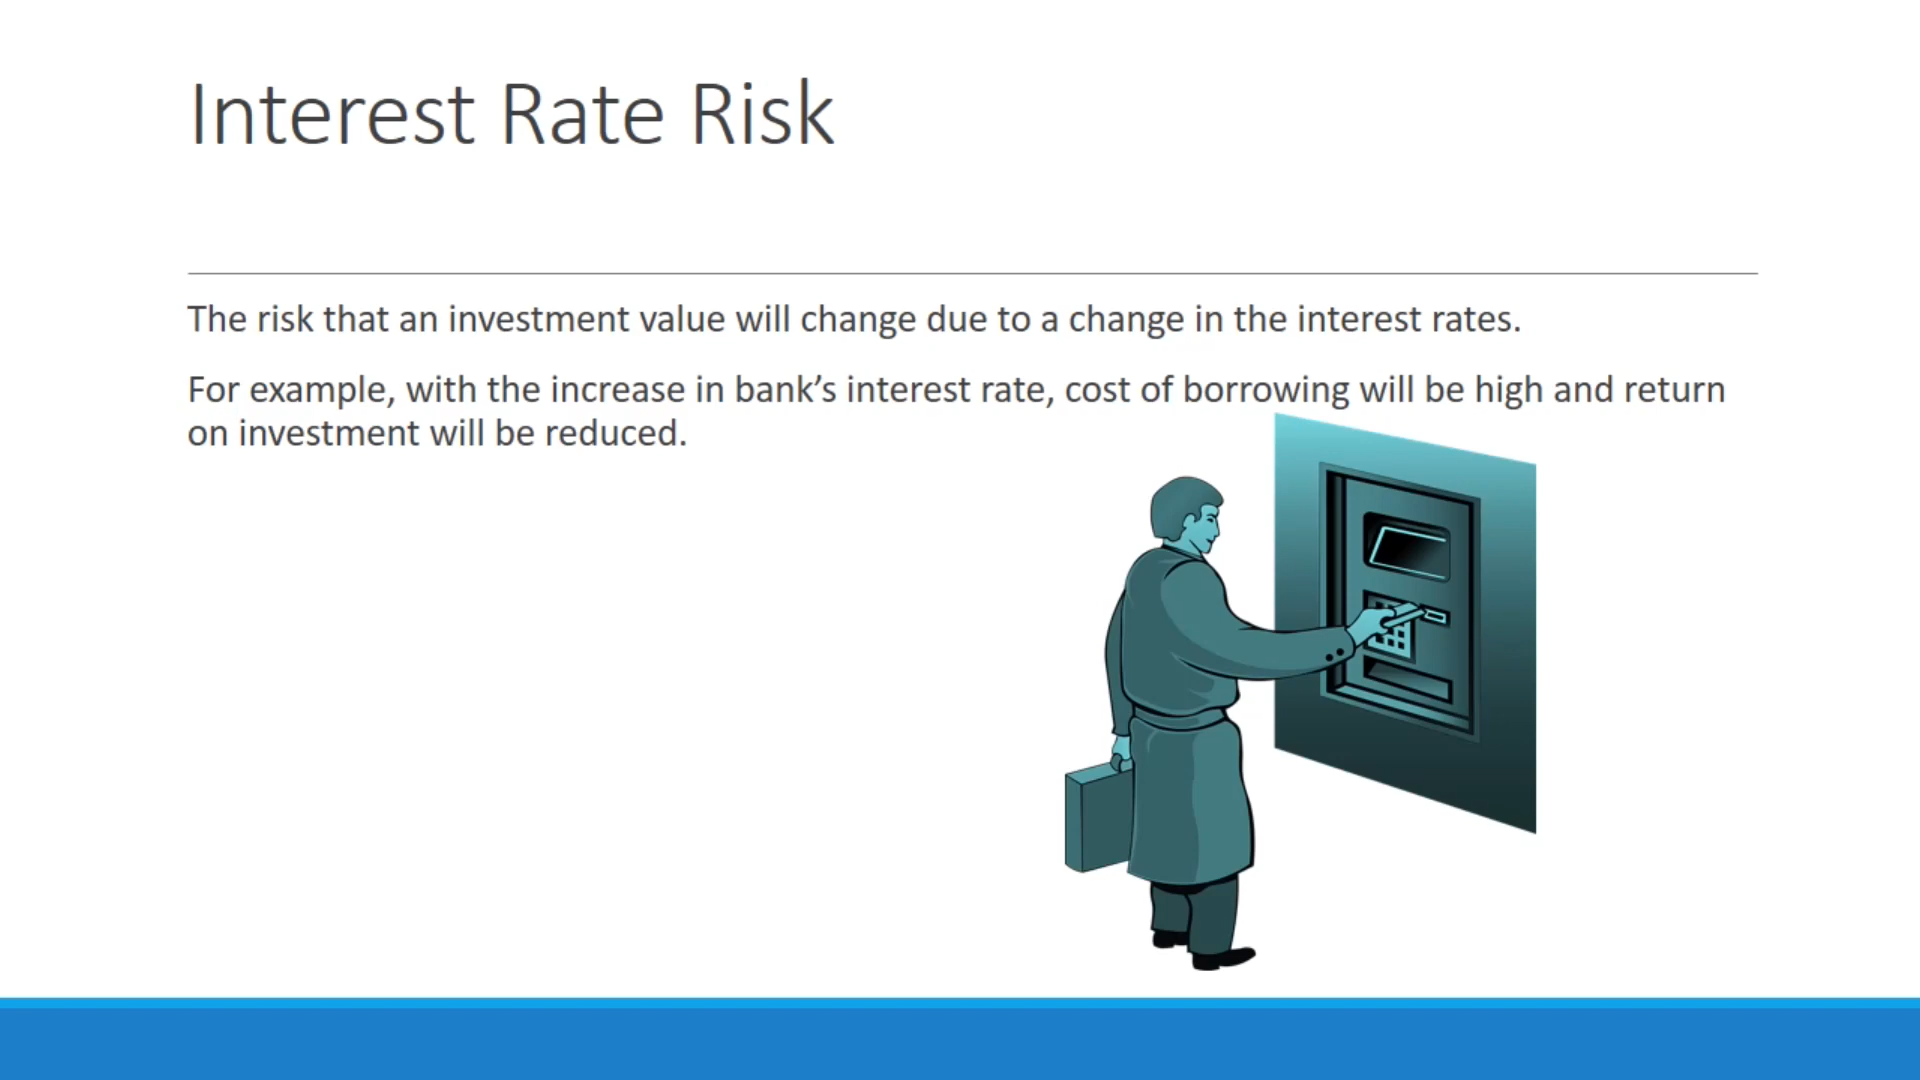 Interest Rate Risk
The risk that an investment value will change due to a change in the interest rates.
For example, with the increase in bank’s interest rate, cost of borrowing will be high and return
on investment will be reduced.